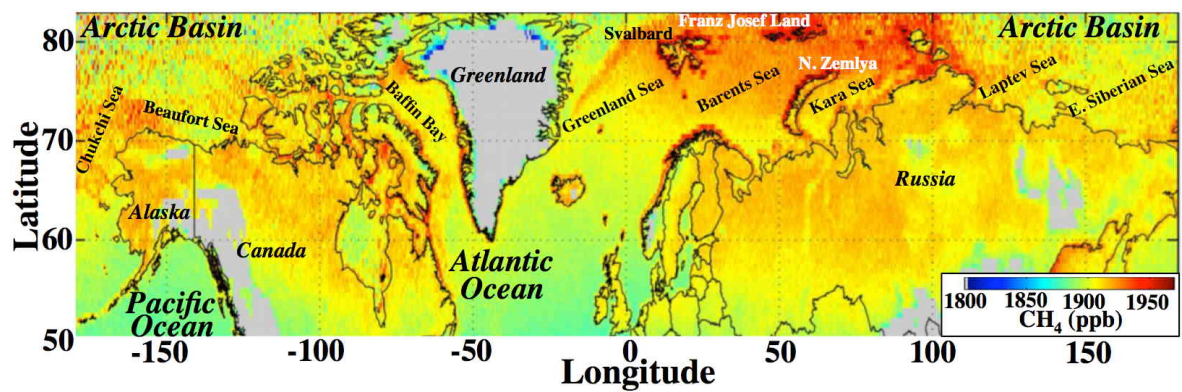 80
70
60
50
Latitude
Arctic Basin
Franz Josef Land
Arctic Basin
Svalbard
Greenland
N. Zemlya
Chukchi Sea
Beaufort Sea
Baffin Bay
Greenland Sea
Barents Sea
Kara Sea
Laptev Sea
E. Siberian Sea
Russia
Alaska
Canada
Atlantic
Ocean
Pacific
Ocean
1800 1850 1900 1950
CH₄ (ppb)
-150 -100 -50 0 50 100 150
Longitude